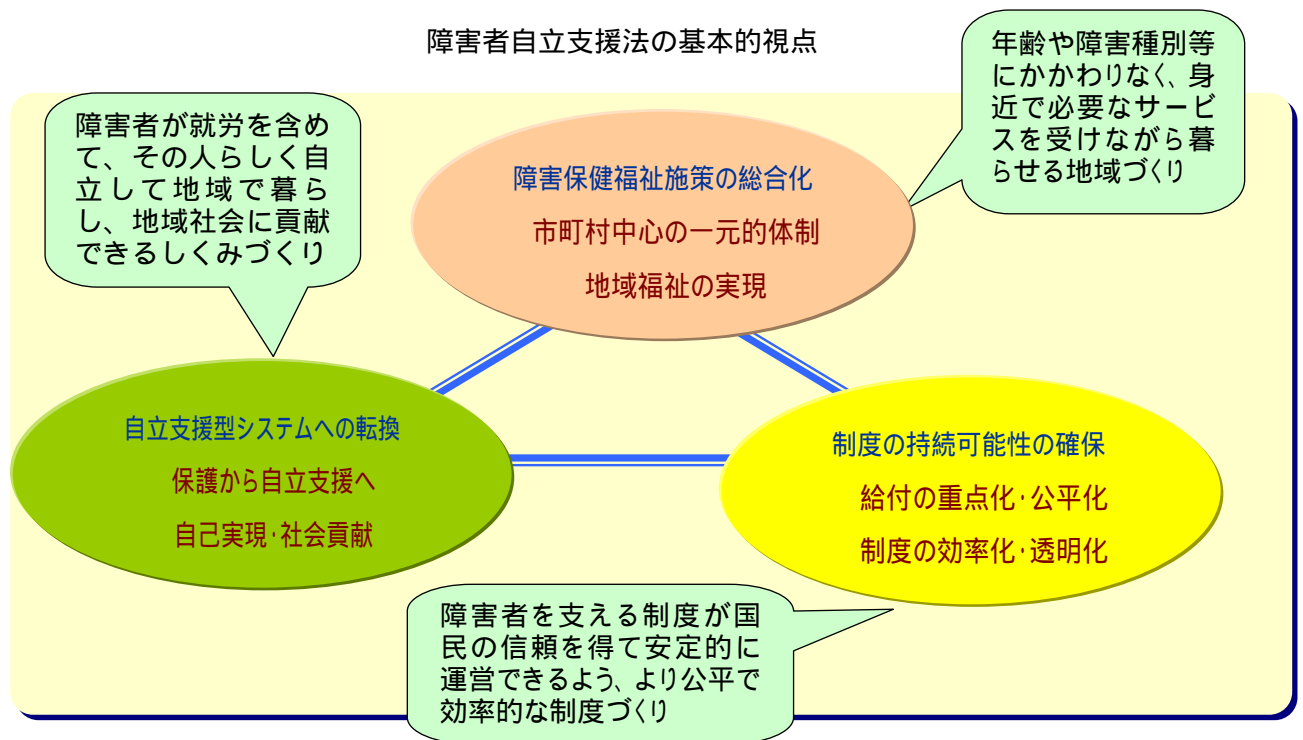 障害者自立支援法の基本的視点
年齢や障害種別等
にかかわりなく、身
近で必要なサービ
スを受けながら暮
らせる地域づくり
障害者が就労を含め
て、その人らしく自
立して地域で暮ら
し、地域社会に貢献
できるしくみづくり
障害保健福祉施策の総合化
市町村中心の一元的体制
地域福祉の実現
自立支援型システムへの転換
保護から自立支援へ
自己実現・社会貢献
制度の持続可能性の確保
給付の重点化・公平化
制度の効率化・透明化
障害者を支える制度が国
民の信頼を得て安定的に
運営できるよう、より公平で
効率的な制度づくり